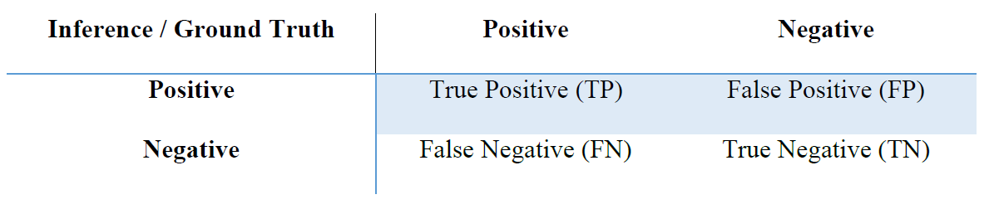 Inference / Ground Truth Positive Negative
Positive True Positive (TP) False Positive (FP)
Negative False Negative (FN) True Negative (TN)